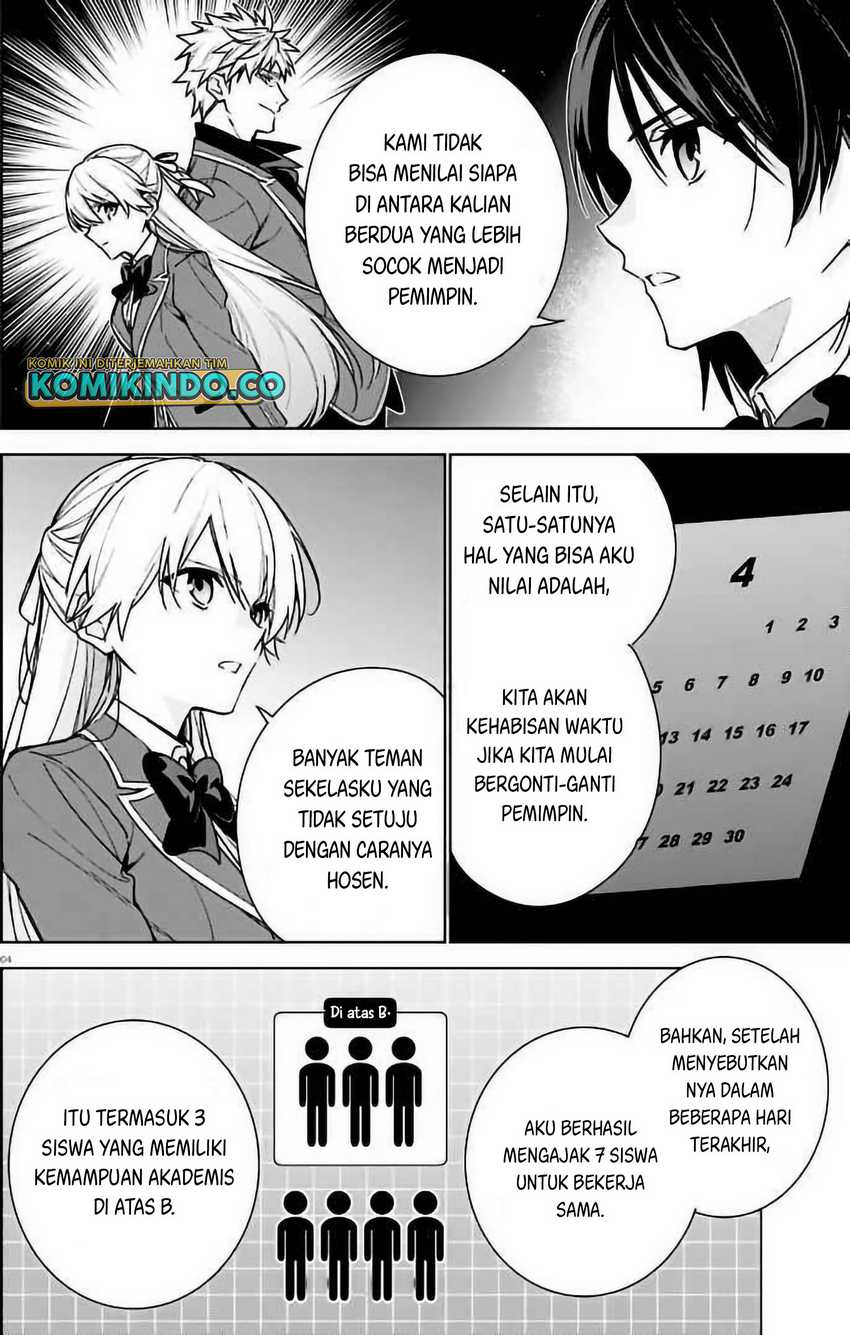 KAMI TIDAK
BISA MENILAI SIAPA
DI ANTARA KALIAN
BERDUA YANG LEBIH
SOCOK MENJADI
PEMIMPIN.
KOMIK INI DITERJEMAHKAN TIM
KOMIKINDO.CO
SELAIN ITU,
SATU-SATUNYA
HAL YANG BISA AKU
NILAI ADALAH,
KITA AKAN
KEHABISAN WAKTU
JIKA KITA MULAI
BERGONTI-GANTI
PEMIMPIN.
4
1 2 3
5 6 7 8 9 10
13 14 15 16 17
21 22 23 24
28 29 30
BANYAK TEMAN
SEKELASKU YANG
TIDAK SETUJU
DENGAN CARANYA
HOSEN.
BAHKAN, SETELAH
MENYEBUTKAN
NYA DALAM
BEBERAPA HARI
TERAKHIR,
AKU BERHASIL
MENGAJAK 7 SISWA
UNTUK BEKERJA
SAMA.
Di atas B.
ITU TERMASUK 3
SISWA YANG MEMILIKI
KEMAMPUAN AKADEMIS
DI ATAS B.